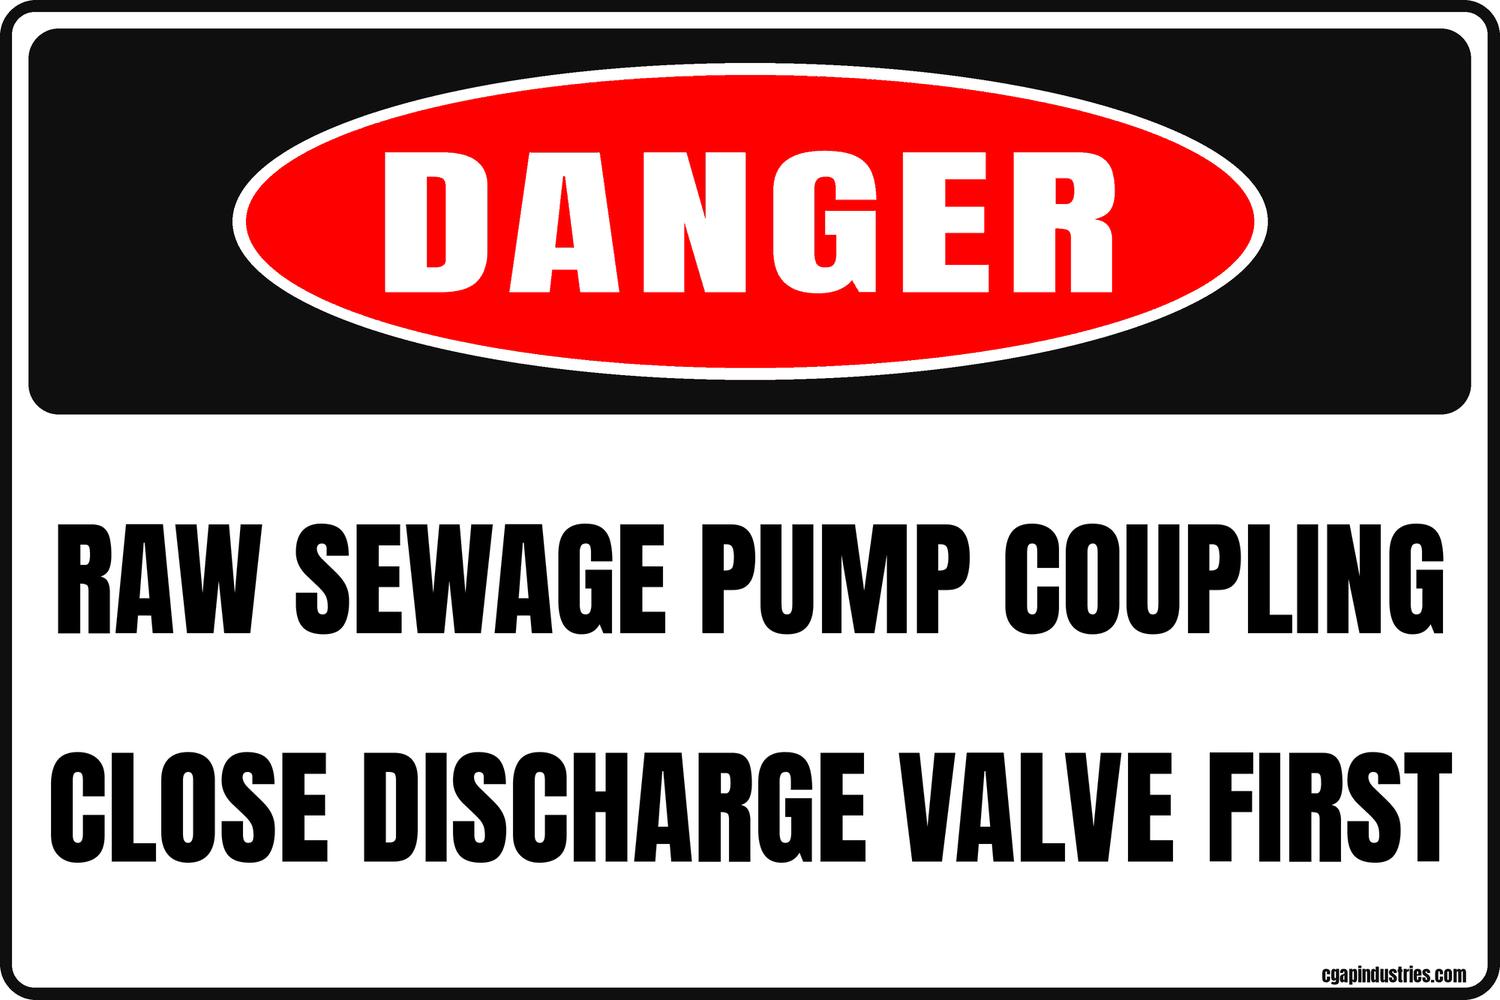 DANGER
RAW SEWAGE PUMP COUPLING
CLOSE DISCHARGE VALVE FIRST
cgapindustries.com